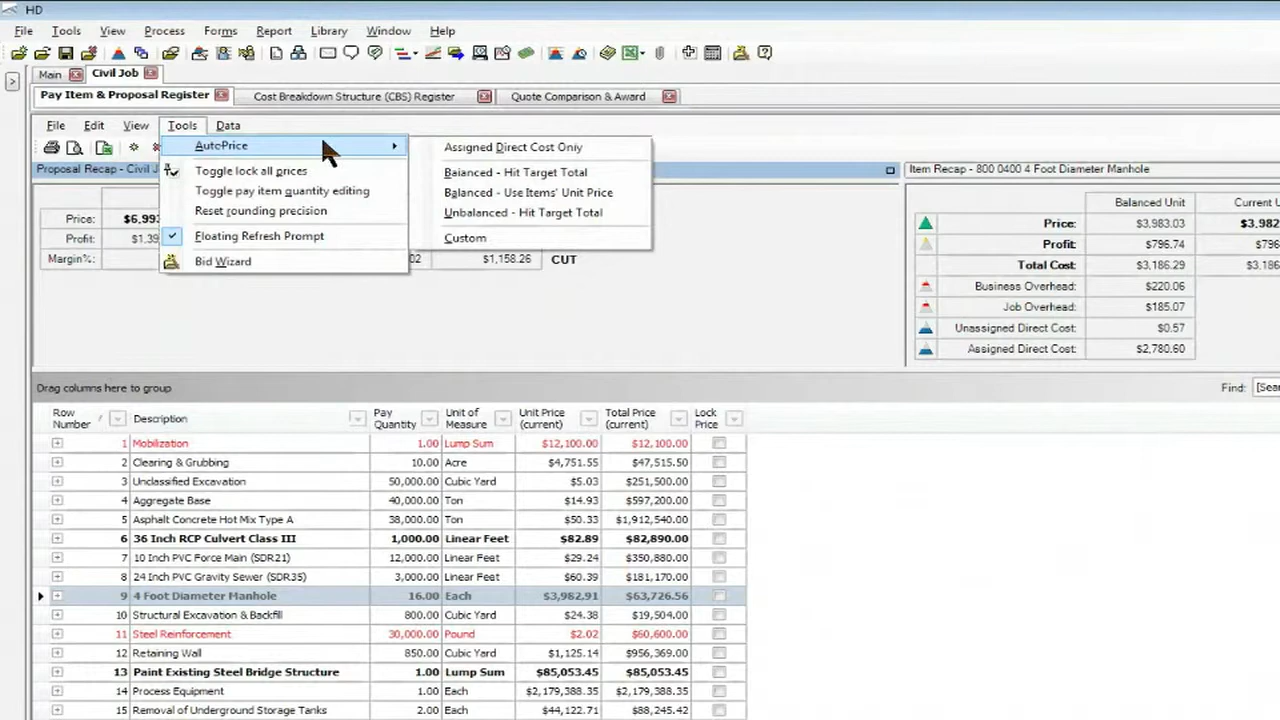 HD
File Tools View Process Forms Report Library Window Help
Main Civil Job
Pay Item & Proposal Register Cost Breakdown Structure (CBS) Register Quote Comparison & Award
File Edit View Tools Data
AutoPrice
Toggle lock all prices
Toggle pay item quantity editing
Reset rounding precision
Floating Refresh Prompt
Bid Wizard
Assigned Direct Cost Only
Balanced - Hit Target Total
Balanced - Use Items' Unit Price
Unbalanced - Hit Target Total
Custom
Proposal Recap - Civil J
Price: $6,993
Profit: $1,39
Margin%: 02 $1,158.26 CUT
Item Recap - 800 0400 4 Foot Diameter Manhole
Balanced Unit Current U
Price: $3,983.03 $3,982
Profit: $796.74 $796.
Total Cost: $3,186.29 $3,186.
Business Overhead: $220.06
Job Overhead: $185.07
Unassigned Direct Cost: $0.57
Assigned Direct Cost: $2,780.60
Drag columns here to group Find: [Sea
Row Number / Description Pay Quantity Unit of Measure Unit Price (current) Total Price (current) Lock Price
1 Mobilization 1.00 Lump Sum $12,100.00 $12,100.00
2 Clearing & Grubbing 10.00 Acre $4,751.55 $47,515.50
3 Unclassified Excavation 50,000.00 Cubic Yard $5.03 $251,500.00
4 Aggregate Base 40,000.00 Ton $14.93 $597,200.00
5 Asphalt Concrete Hot Mix Type A 38,000.00 Ton $50.33 $1,912,540.00
6 36 Inch RCP Culvert Class III 1,000.00 Linear Feet $82.89 $82,890.00
7 10 Inch PVC Force Main (SDR21) 12,000.00 Linear Feet $29.24 $350,880.00
8 24 Inch PVC Gravity Sewer (SDR35) 3,000.00 Linear Feet $60.39 $181,170.00
9 4 Foot Diameter Manhole 16.00 Each $3,982.91 $63,726.56
10 Structural Excavation & Backfill 800.00 Cubic Yard $24.38 $19,504.00
11 Steel Reinforcement 30,000.00 Pound $2.02 $60,600.00
12 Retaining Wall 850.00 Cubic Yard $1,125.14 $956,369.00
13 Paint Existing Steel Bridge Structure 1.00 Lump Sum $85,053.45 $85,053.45
14 Process Equipment 1.00 Each $2,179,388.35 $2,179,388.35
15 Removal of Underground Storage Tanks 2.00 Each $44,122.71 $88,245.42